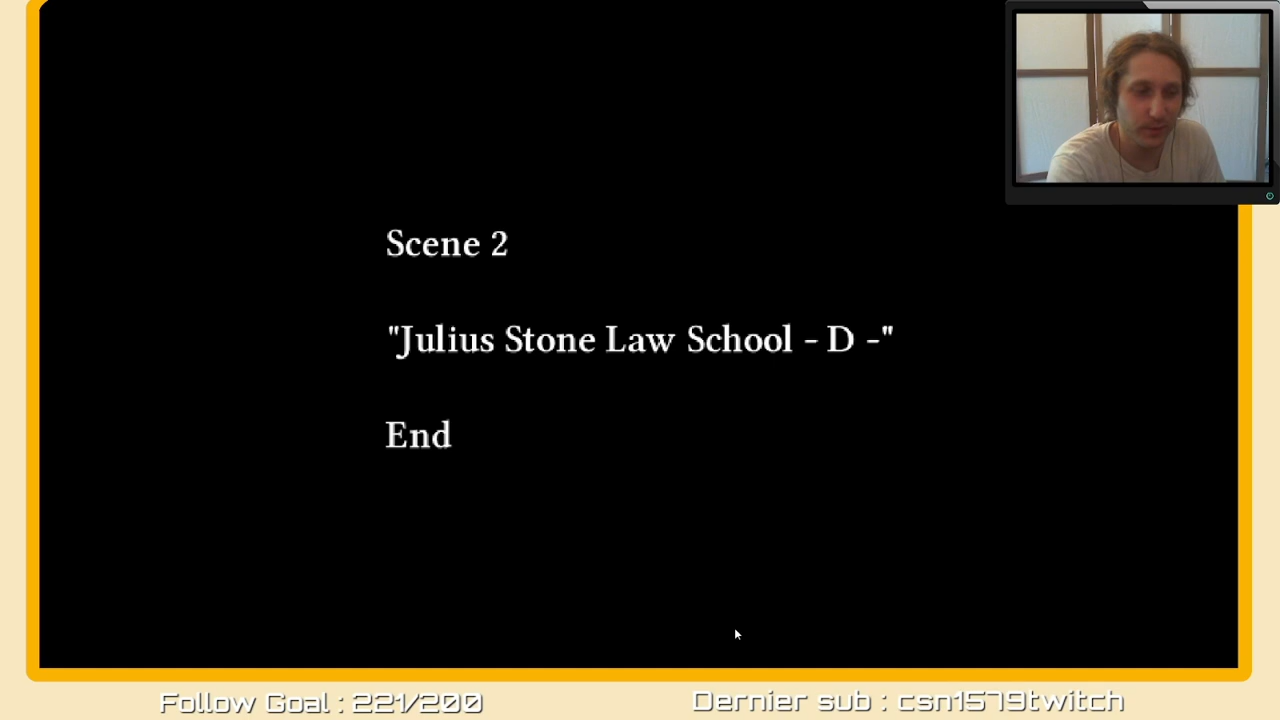 Scene 2
"Julius Stone Law School - D -"
End
Follow Goal : 221/200
Dernier sub : csn1579twitch